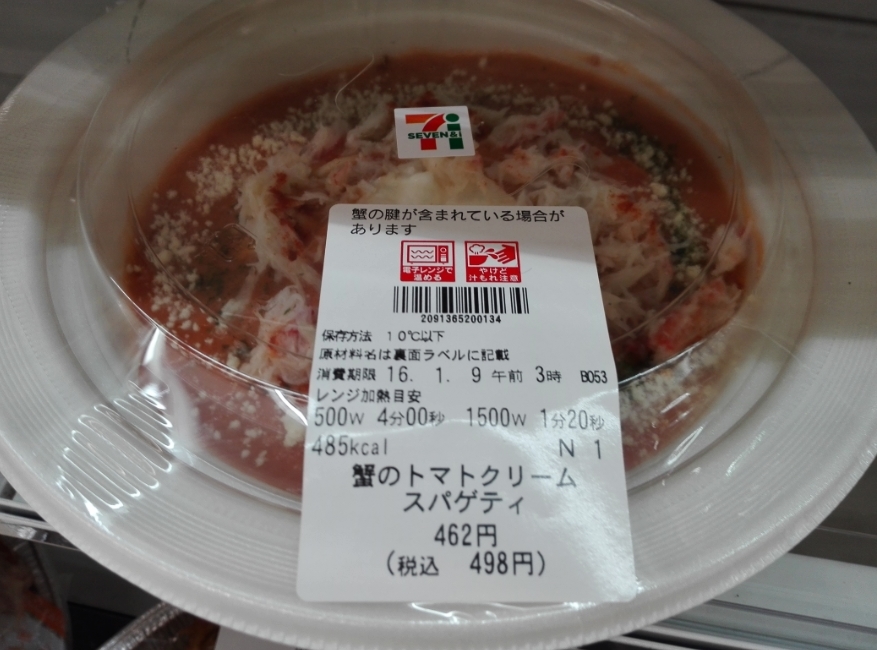 SEVEN&i
蟹の腱が含まれている場合が
あります
電子レンジで
温める
やけど
汁もれ注意
2091365200134
保存方法 10℃以下
原材料名は裏面ラベルに記載
消費期限 16. 1. 9 午前 3時 B053
レンジ加熱目安
500W 4分00秒 1500W 1分20秒
485kcal N 1
蟹のトマトクリーム
スパゲティ
462円
(税込 498円)